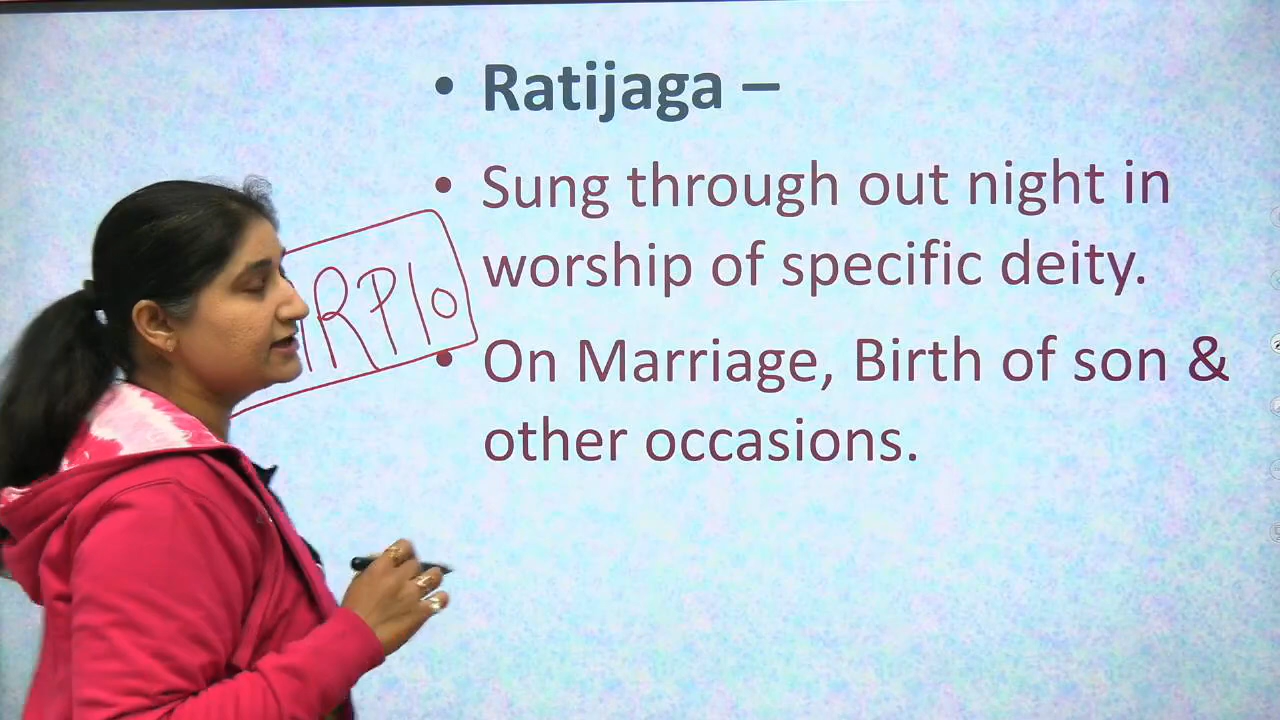 • Ratijaga –
• Sung through out night in
worship of specific deity.
RP10
• On Marriage, Birth of son &
other occasions.